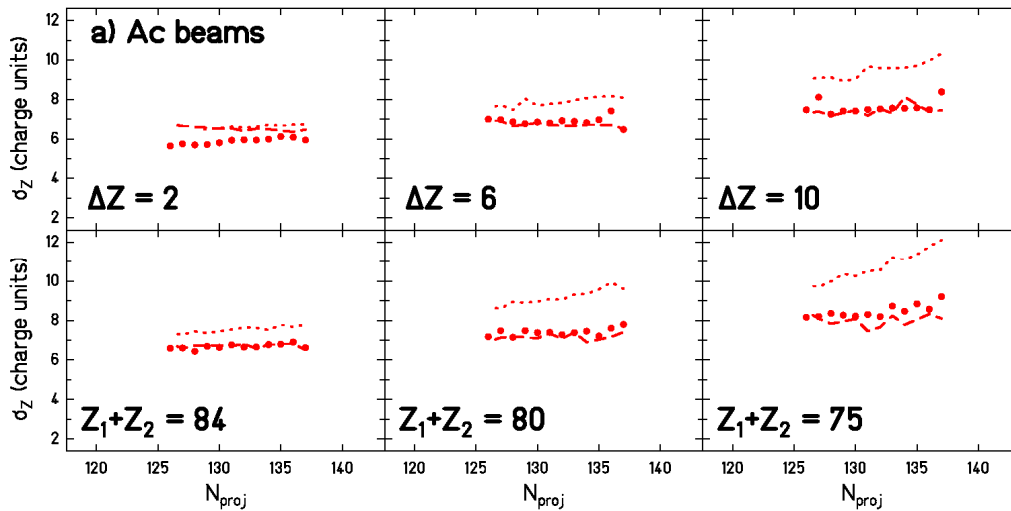 a) Ac beams
σZ (charge units)
12
10
8
6
4
2
ΔZ = 2
ΔZ = 6
ΔZ = 10
σZ (charge units)
12
10
8
6
4
2
Z1+Z2 = 84
Z1+Z2 = 80
Z1+Z2 = 75
120 125 130 135 140
120 125 130 135 140
120 125 130 135 140
Nproj
Nproj
Nproj